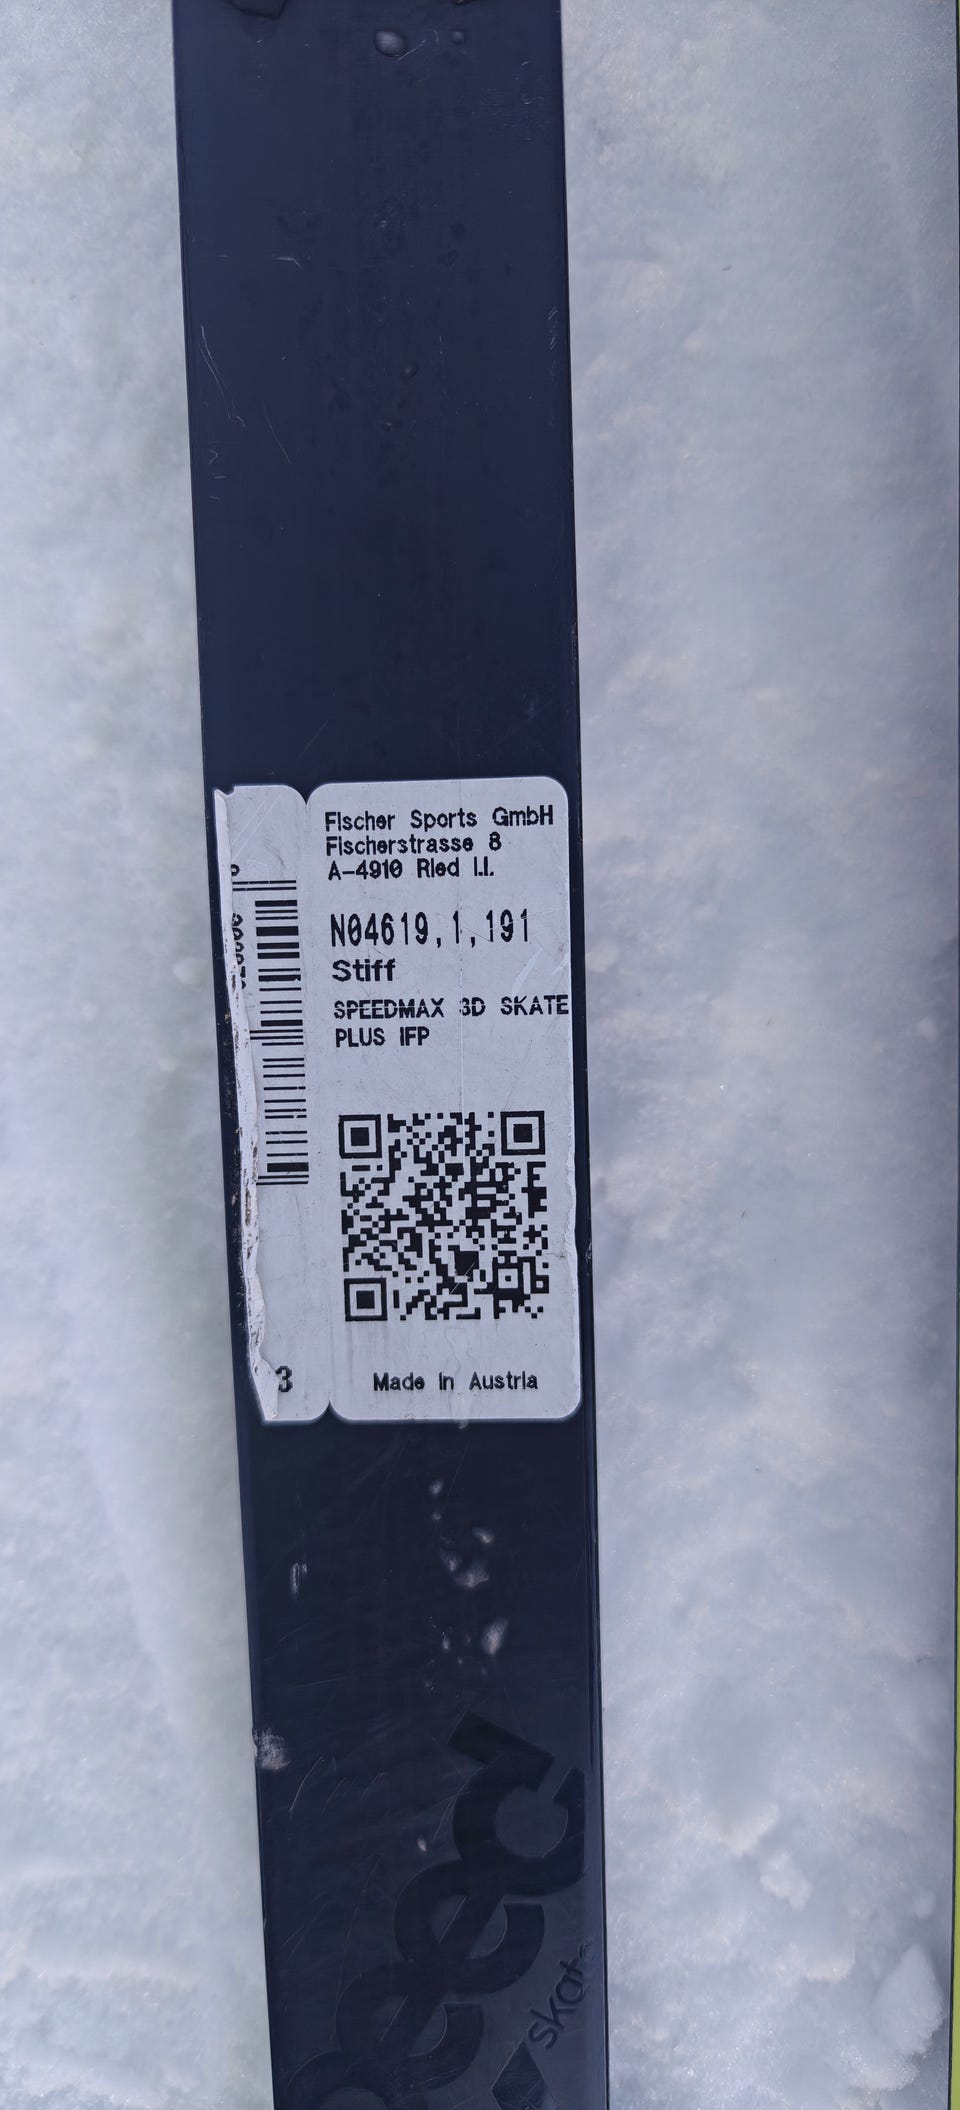 Fischer Sports GmbH
Fischerstrasse 8
A-4910 Ried I.I.
N04619,1,191
Stiff
SPEEDMAX 3D SKATE
PLUS IFP
Made in Austria
3
skate